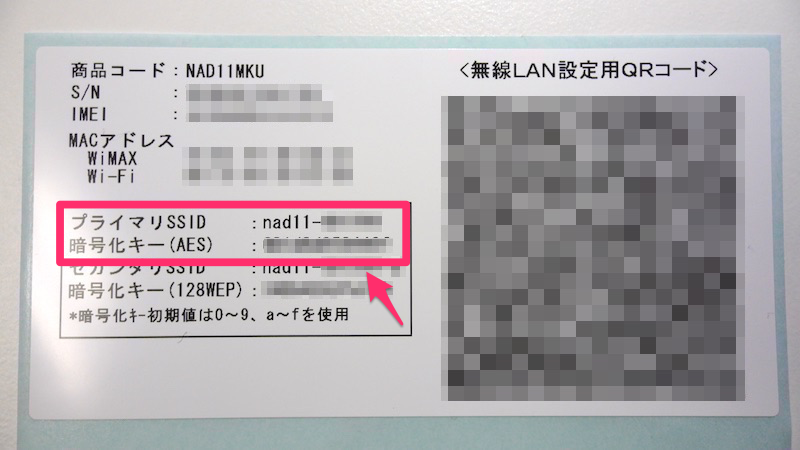 商品コード：NAD11MKU
S/N ：
IMEI ：
MACアドレス
WiMAX ：
Wi-Fi ：
プライマリSSID ：nad11-
暗号化キー(AES) ：
セカンダリSSID ：nad11-
暗号化キー(128WEP)：
*暗号化ｷｰ初期値は0～9、a～fを使用
<無線LAN設定用QRコード>